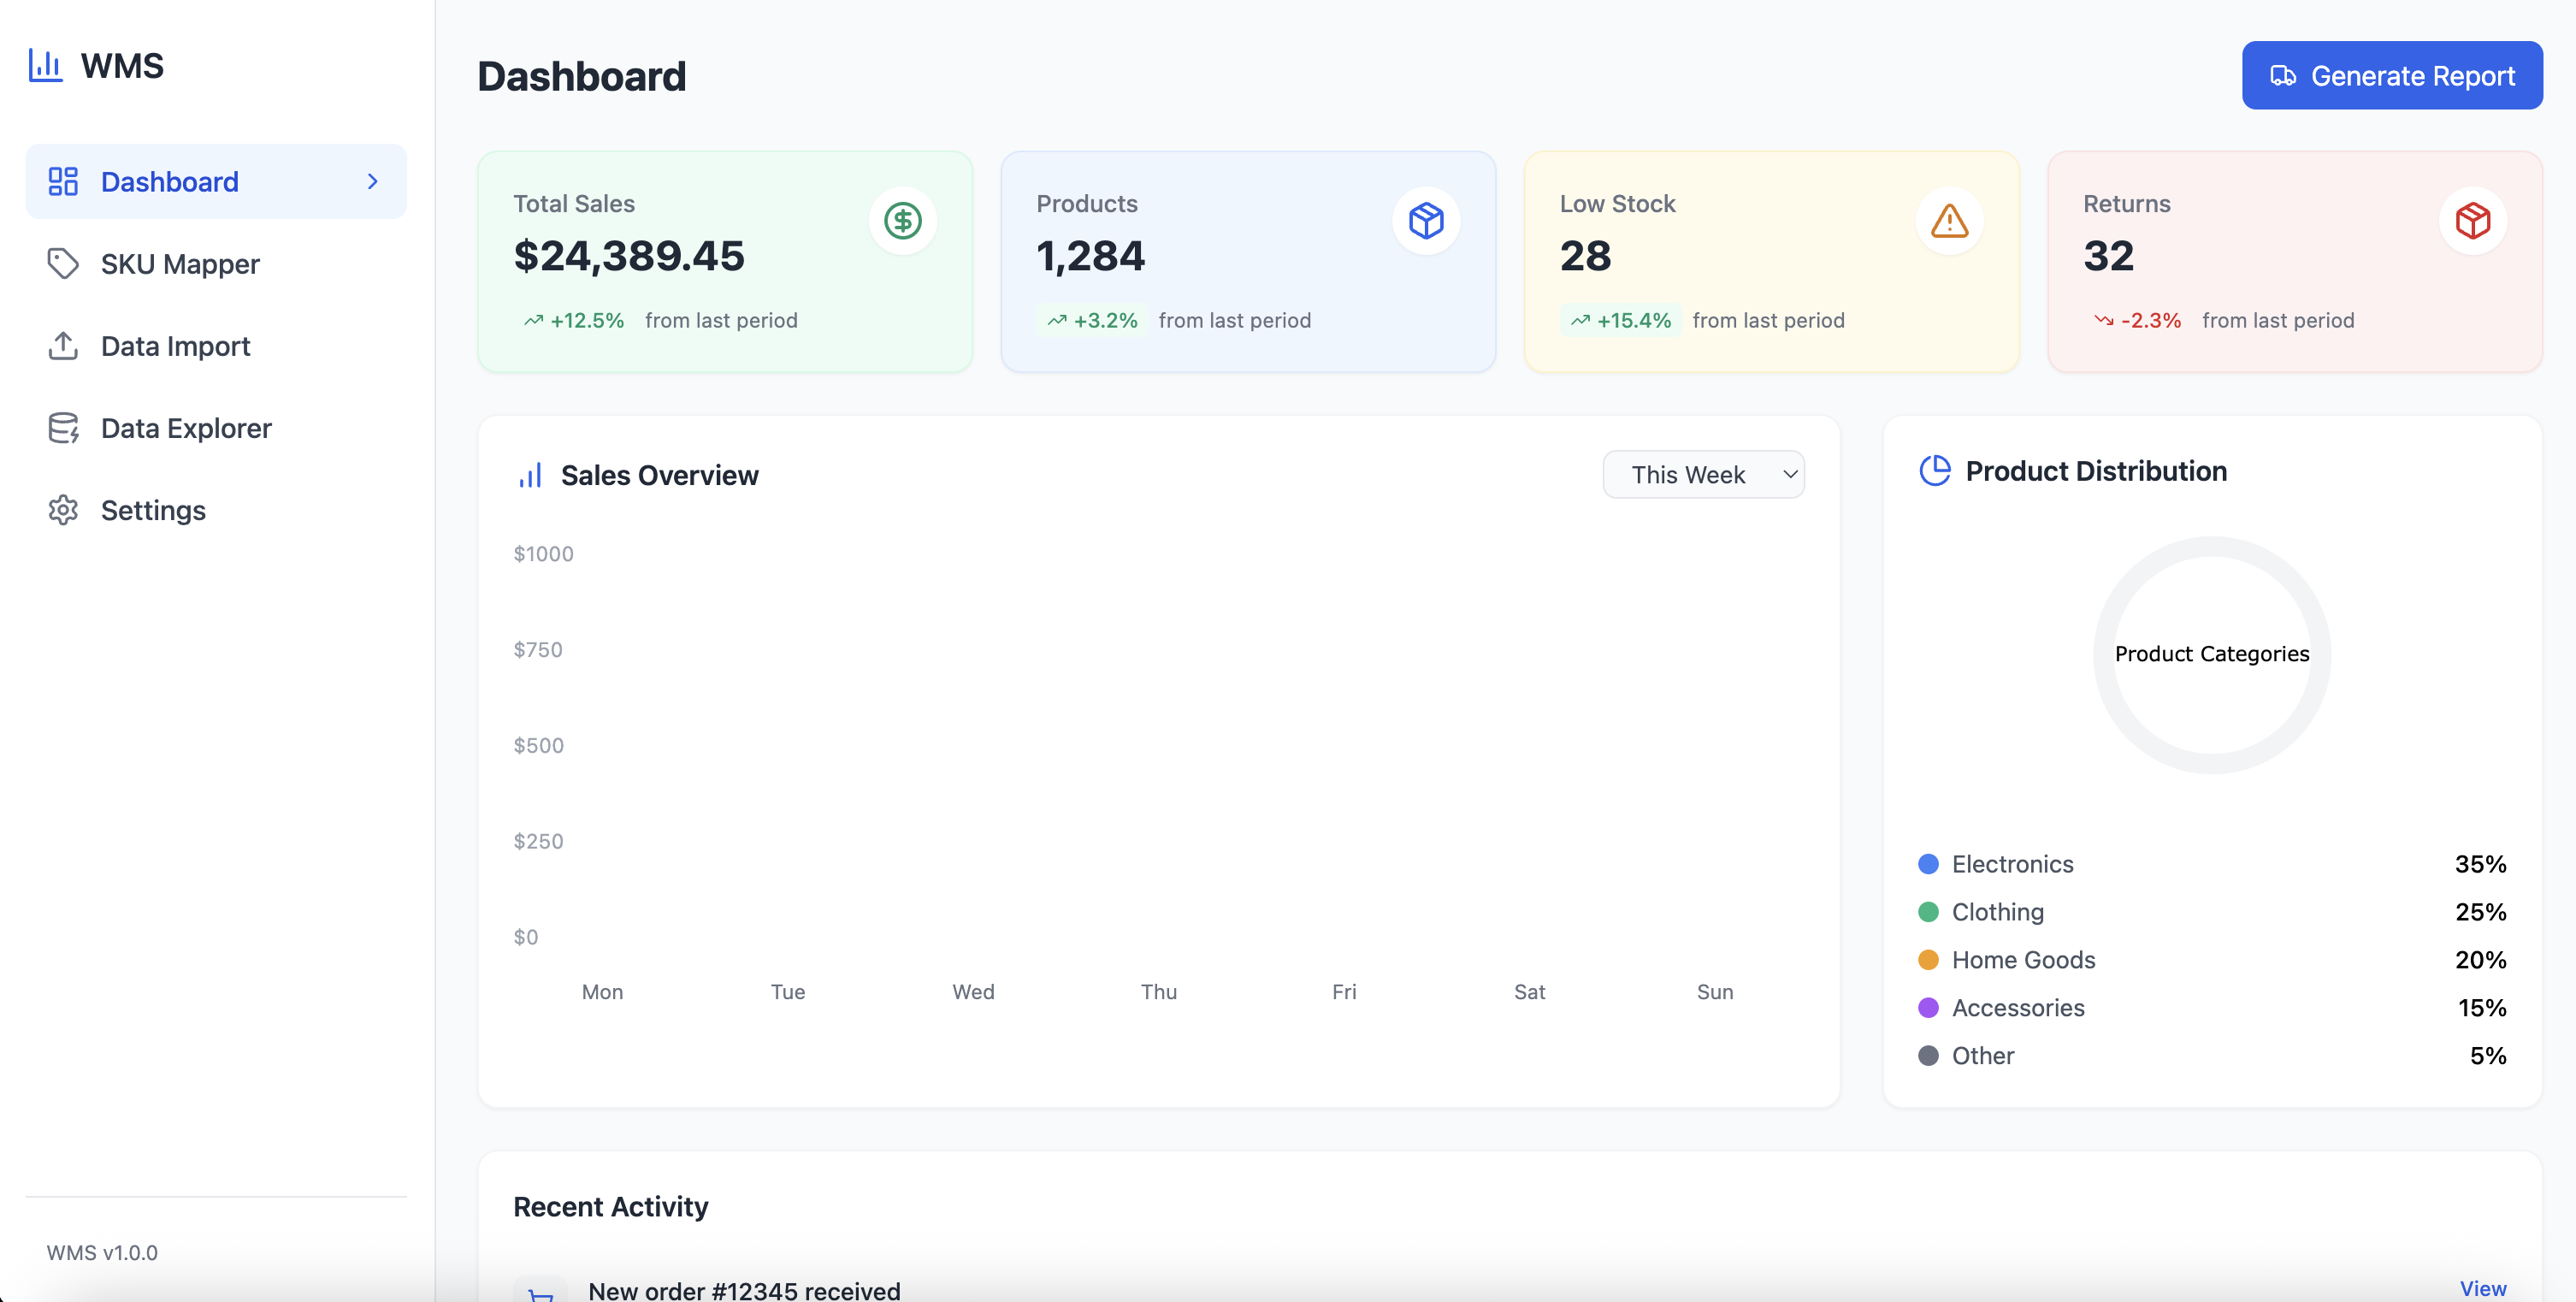 WMS
Dashboard
SKU Mapper
Data Import
Data Explorer
Settings
WMS v1.0.0
Dashboard
Generate Report
Total Sales
$24,389.45
+12.5% from last period
Products
1,284
+3.2% from last period
Low Stock
28
+15.4% from last period
Returns
32
-2.3% from last period
Sales Overview
This Week
$1000
$750
$500
$250
$0
Mon Tue Wed Thu Fri Sat Sun
Product Distribution
Product Categories
Electronics 35%
Clothing 25%
Home Goods 20%
Accessories 15%
Other 5%
Recent Activity
New order #12345 received
View